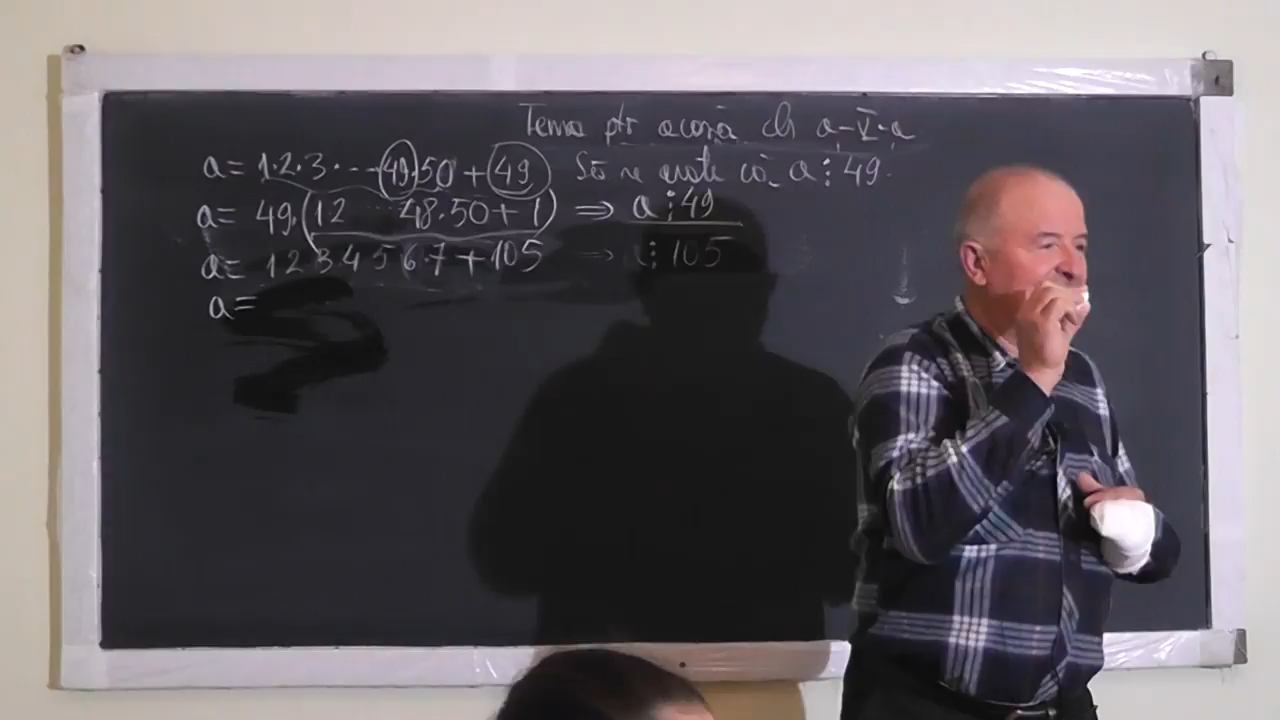 Tema ptr acasă cls a-V-a
a= 1·2·3·...·49·50+49 Să se arate că a⋮49.
a= 49·(1 2 ... 48·50+1) ⇒ a⋮49
a= 1 2 3 4 5 6 7+105 → ⋮105
a=